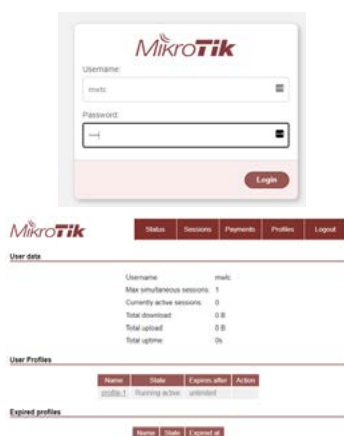 MikroTik
Username:
mwtc
Password:
Login
MikroTik
Status Sessions Payments Profiles Logout
User data
Username: mwtc
Max simultaneous sessions: 1
Currently active sessions: 0
Total download: 0 B
Total upload: 0 B
Total uptime: 0s
User Profiles
Name State Expires after Action
profile-1 Running active unlimited
Expired profiles
Name State Expired at